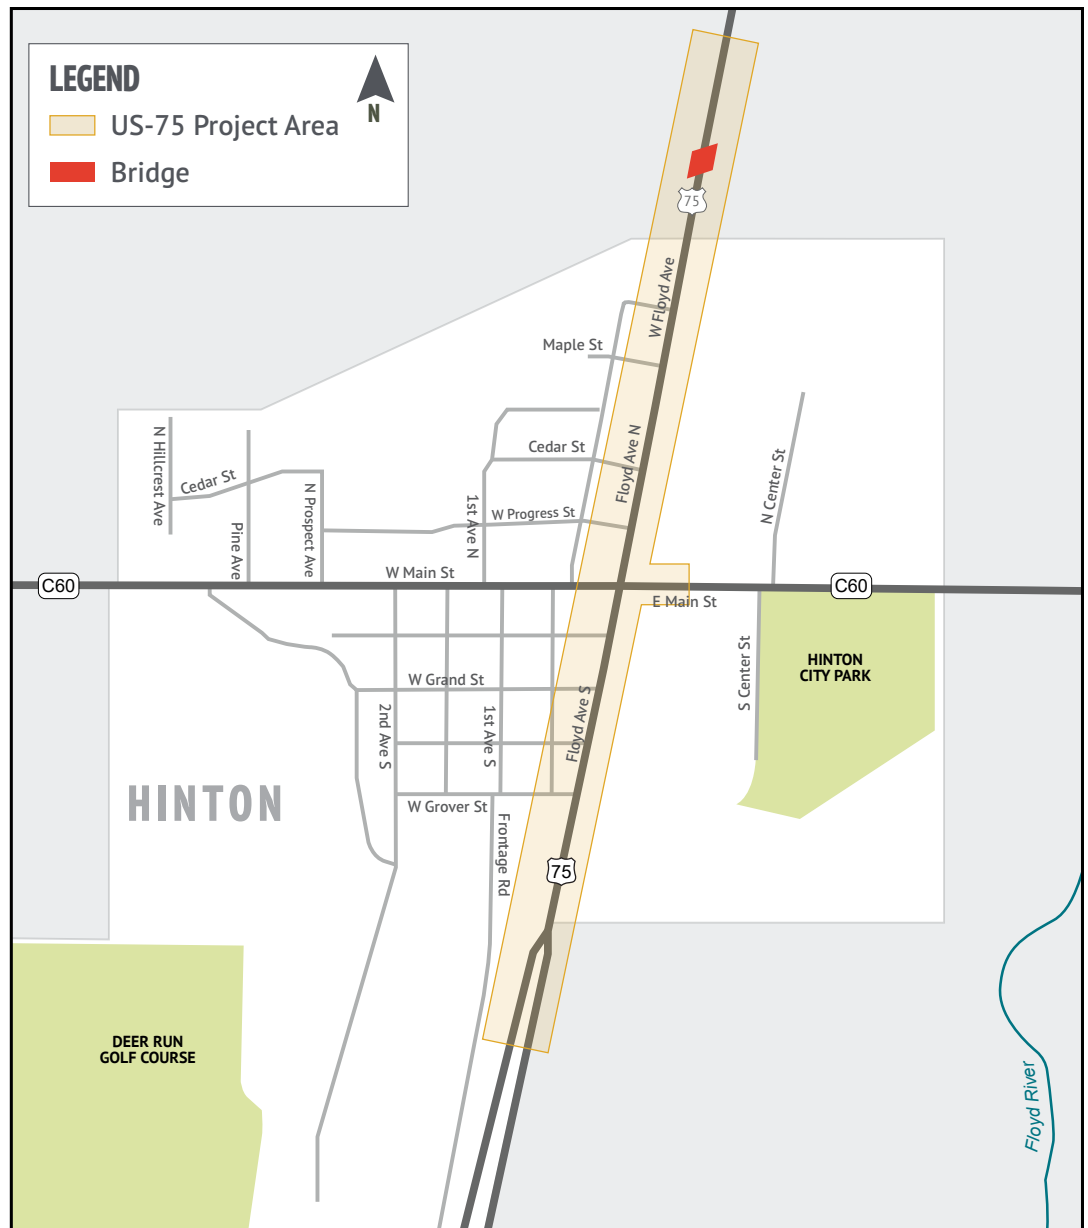 LEGEND
N
US-75 Project Area
Bridge
75
W Floyd Ave
Maple St
N Hillcrest Ave
Cedar St
Pine Ave
N Prospect Ave
1st Ave N
Cedar St
W Progress St
Floyd Ave N
N Center St
C60
W Main St
C60
E Main St
W Grand St
2nd Ave S
1st Ave S
Floyd Ave S
S Center St
HINTON
CITY PARK
HINTON
W Grover St
Frontage Rd
75
DEER RUN
GOLF COURSE
Floyd River